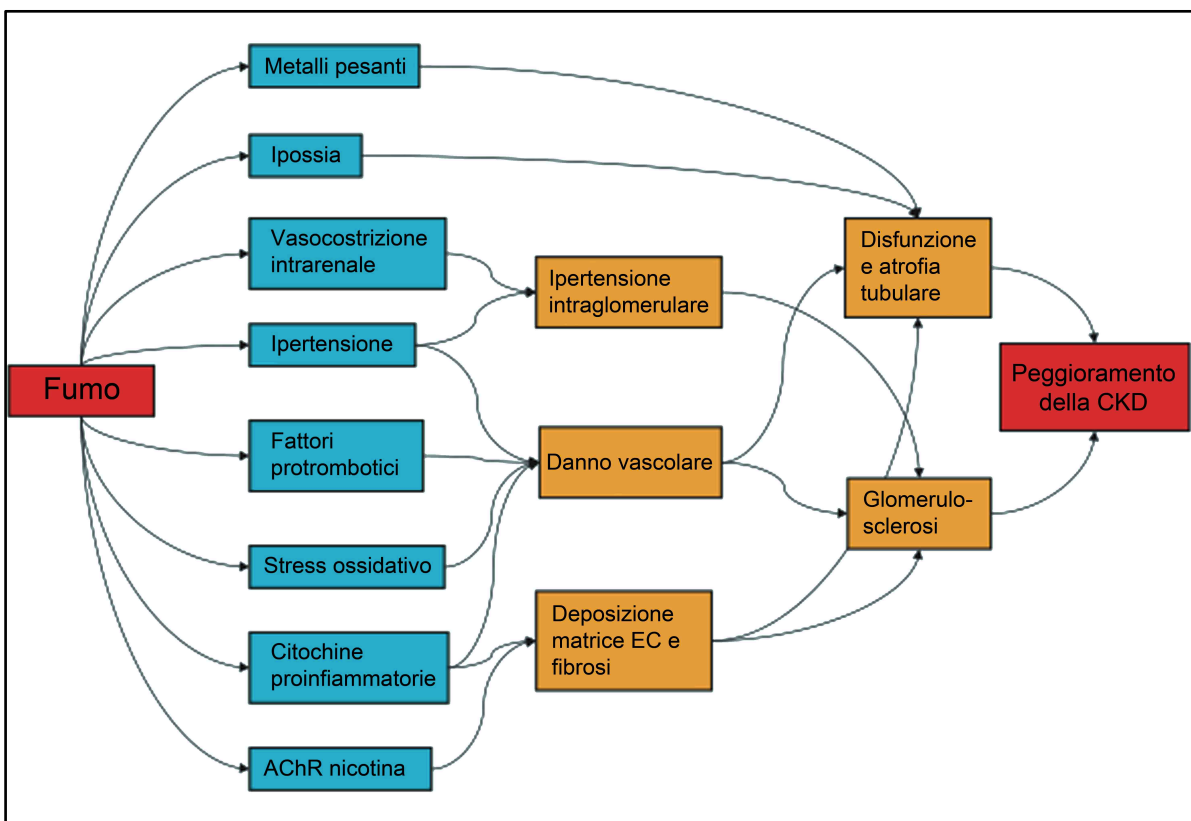 Metalli pesanti
Ipossia
Vasocostrizione
intrarenale
Ipertensione
Fumo
Fattori
protrombotici
Stress ossidativo
Citochine
proinfiammatorie
AChR nicotina
Ipertensione
intraglomerulare
Danno vascolare
Deposizione
matrice EC e
fibrosi
Disfunzione
e atrofia
tubulare
Glomerulo-
sclerosi
Peggioramento
della CKD